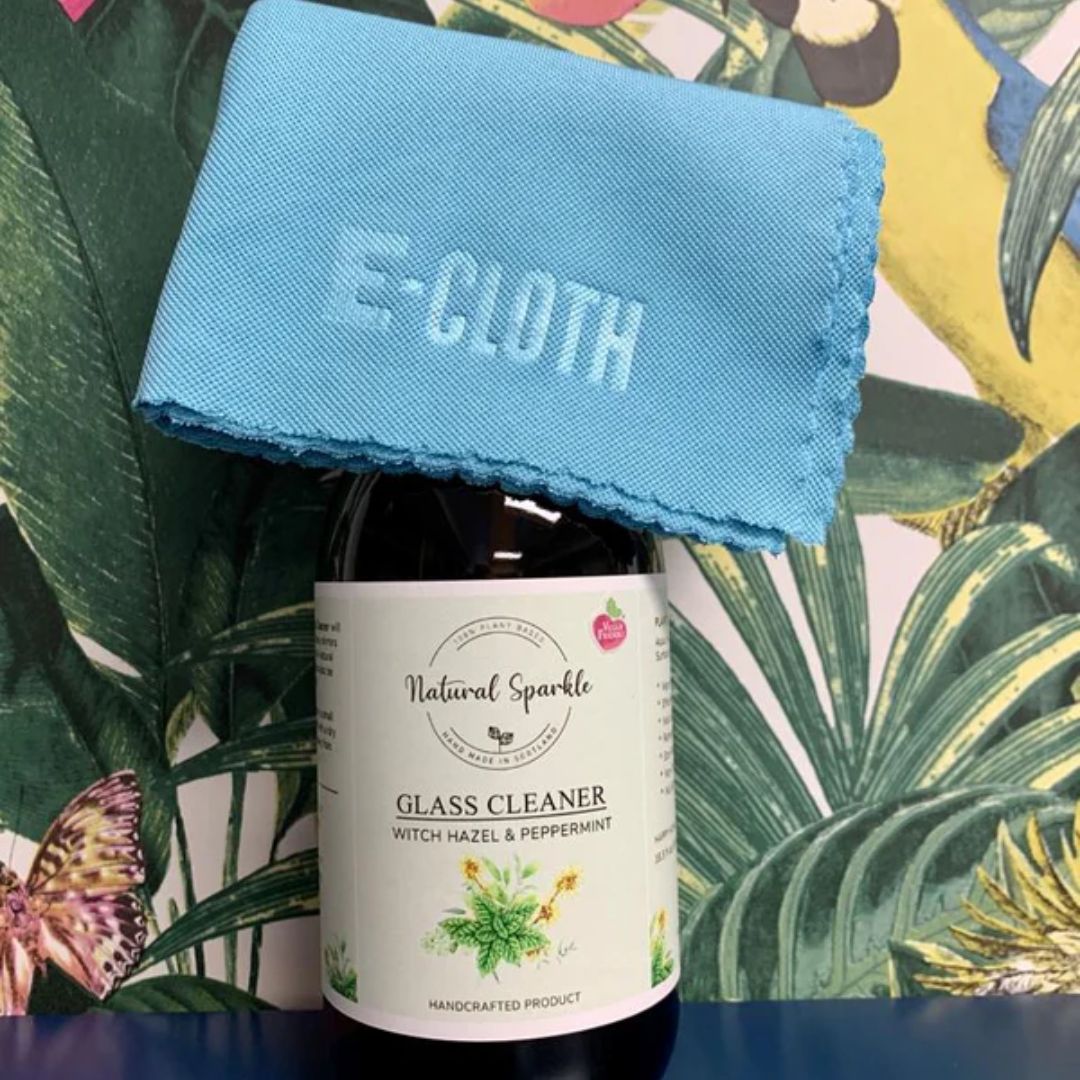 E-CLOTH
100% PLANT BASED
Natural Sparkle
HAND MADE IN SCOTLAND
GLASS CLEANER
WITCH HAZEL & PEPPERMINT
HANDCRAFTED PRODUCT